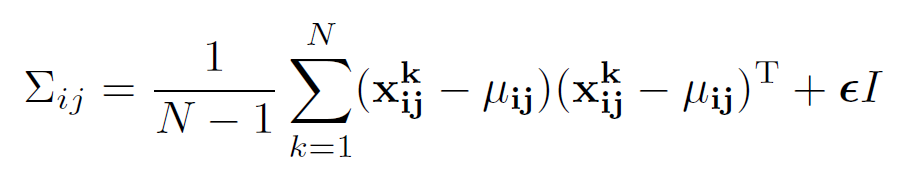 $$\Sigma_{ij} = \frac{1}{N-1} \sum_{k=1}^{N} (\mathbf{x_{ij}^{k}} - \mu_{\mathbf{ij}})(\mathbf{x_{ij}^{k}} - \mu_{\mathbf{ij}})^{\mathrm{T}} + \boldsymbol{\epsilon} I$$